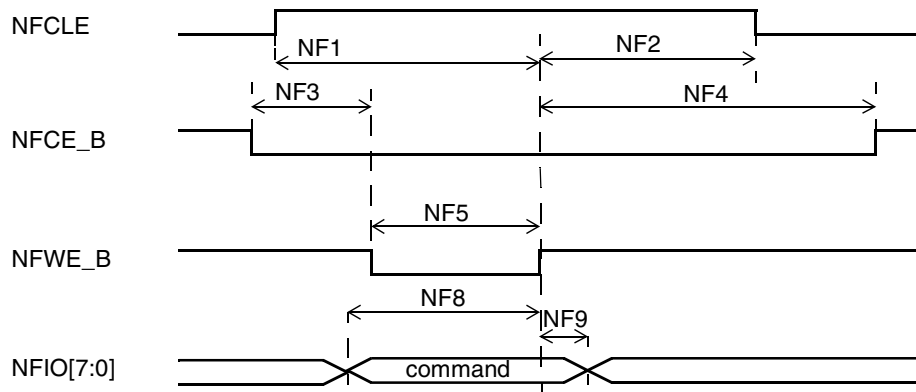 NFCLE
NF1
NF2
NF3
NF4
NFCE_B
NF5
NFWE_B
NF8
NF9
NFIO[7:0]
command